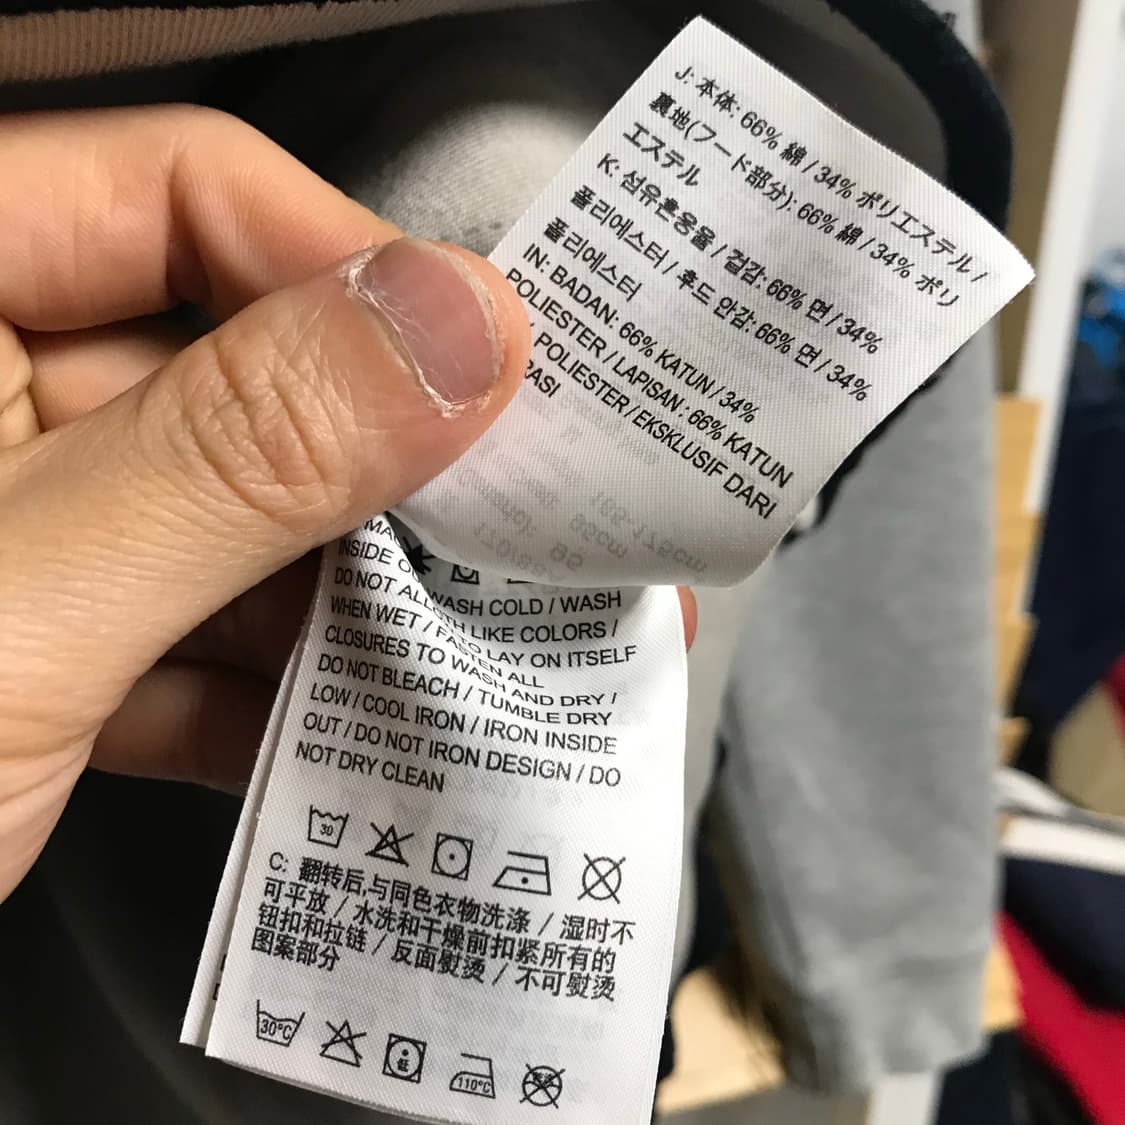 J: 本体: 66% 綿 / 34% ポリエステル /
裏地(フード部分): 66% 綿 / 34% ポリ
エステル
K: 섬유혼용율 / 겉감: 66% 면 / 34%
폴리에스터 / 후드 안감: 66% 면 / 34%
폴리에스터
IN: BADAN: 66% KATUN / 34%
POLIESTER / LAPISAN : 66% KATUN
POLIESTER / EKSKLUSIF DARI
RASI
INSIDE
DO NOT ALL WASH COLD / WASH
WHEN WET / LIKE COLORS /
TO LAY ON ITSELF
CLOSURES TO WASH AND DRY /
DO NOT BLEACH / TUMBLE DRY
LOW / COOL IRON / IRON INSIDE
OUT / DO NOT IRON DESIGN / DO
NOT DRY CLEAN
30
C: 翻转后,与同色衣物洗涤 / 湿时不
可平放 / 水洗和干燥前扣紧所有的
钮扣和拉链 / 反面熨烫 / 不可熨烫
图案部分
30°C 低 110°C